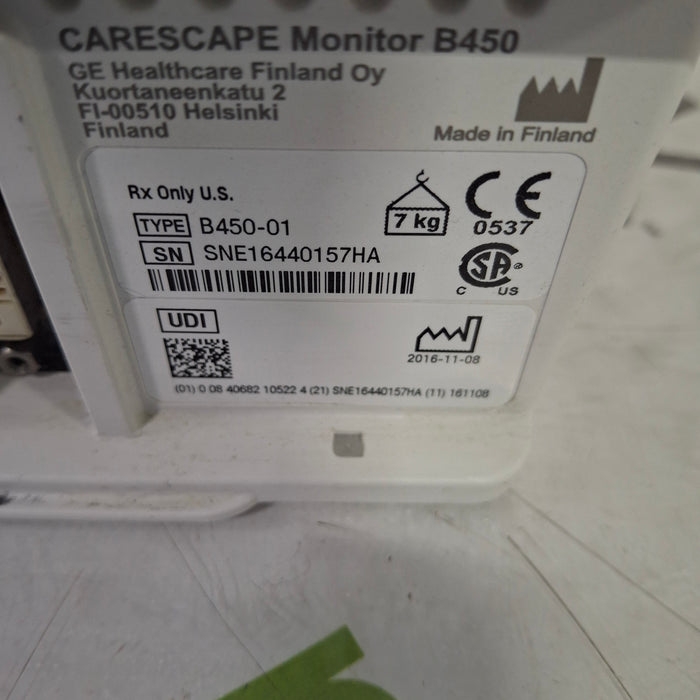 CARESCAPE Monitor B450
GE Healthcare Finland Oy
Kuortaneenkatu 2
FI-00510 Helsinki
Finland
Made in Finland
Rx Only U.S.
TYPE B450-01
SN SNE16440157HA
7 kg
CE
0537
SA
C US
UDI
2016-11-08
(01) 0 08 40682 10522 4 (21) SNE16440157HA (11) 161108